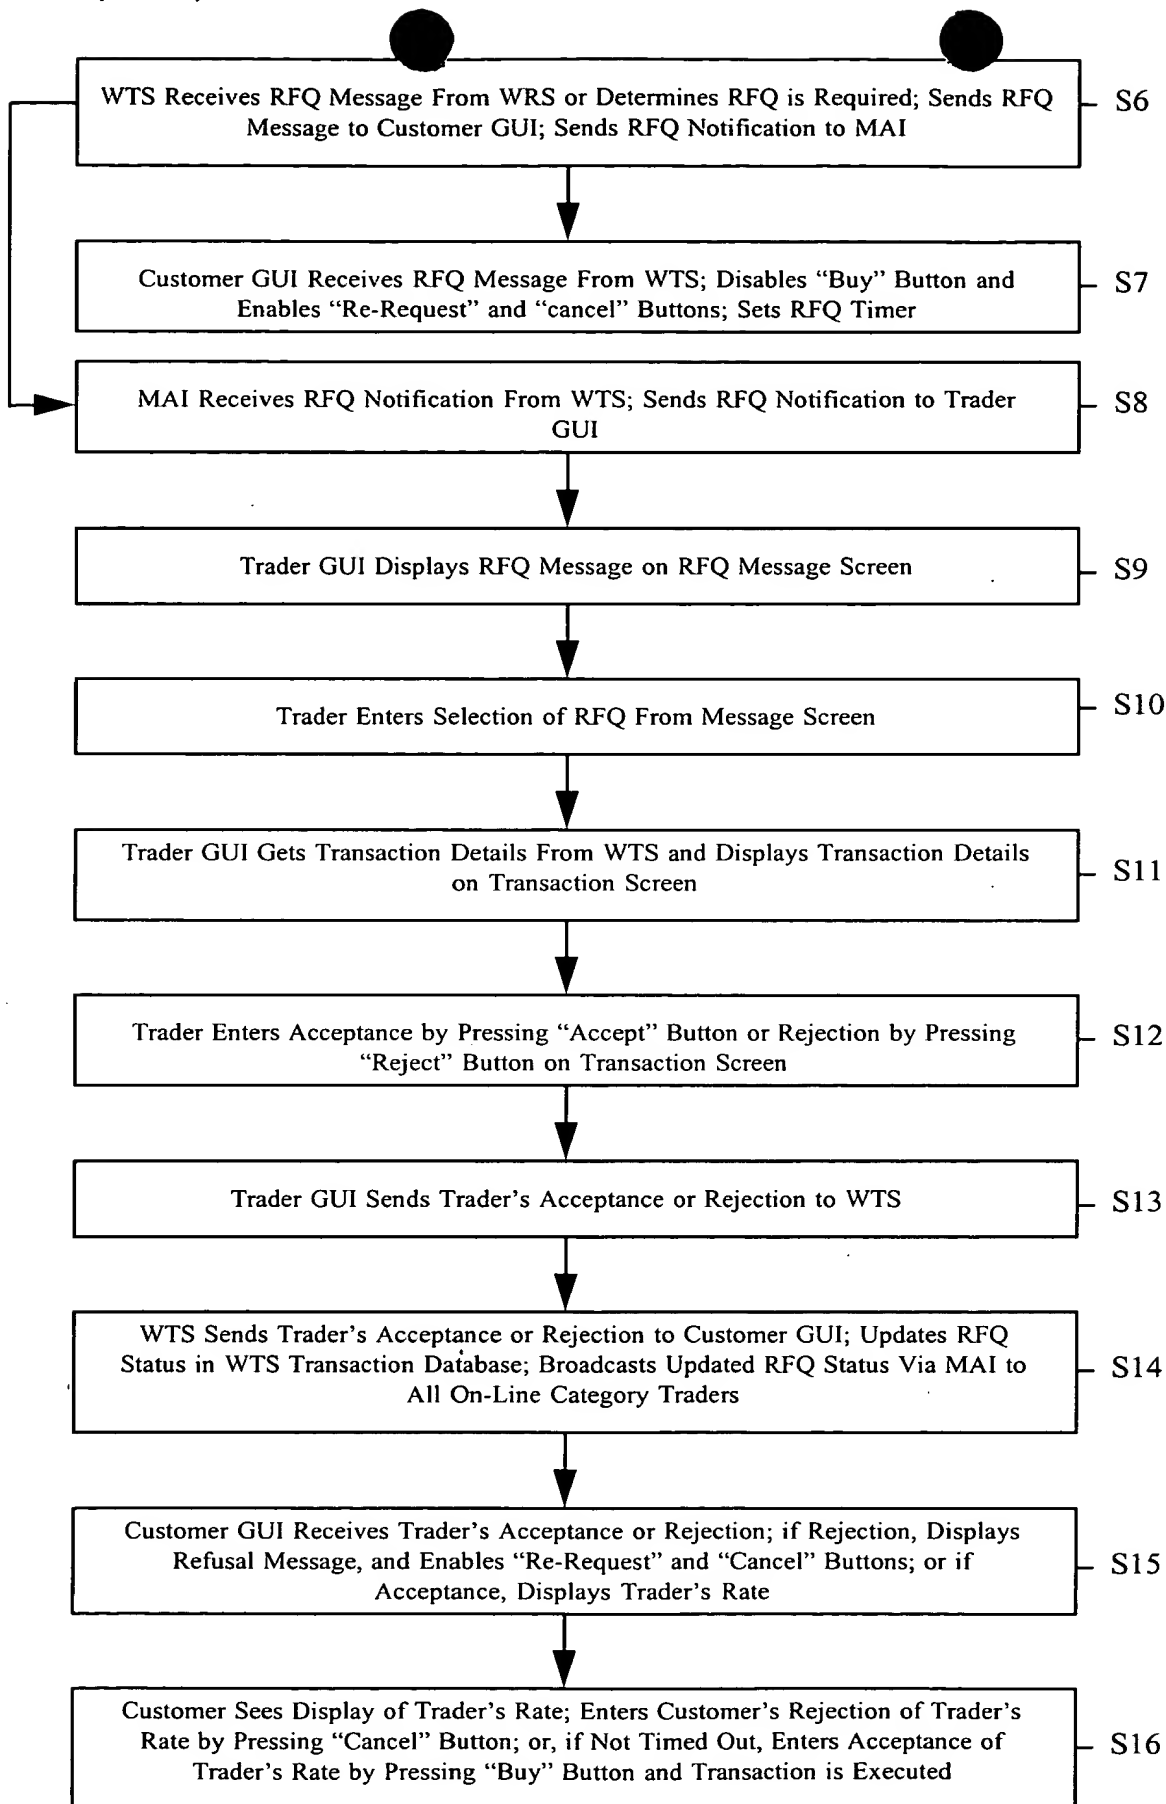 WTS Receives RFQ Message From WRS or Determines RFQ is Required; Sends RFQ
Message to Customer GUI; Sends RFQ Notification to MAI
S6
Customer GUI Receives RFQ Message From WTS; Disables “Buy” Button and
Enables “Re-Request” and “cancel” Buttons; Sets RFQ Timer
S7
MAI Receives RFQ Notification From WTS; Sends RFQ Notification to Trader
GUI
S8
Trader GUI Displays RFQ Message on RFQ Message Screen
S9
Trader Enters Selection of RFQ From Message Screen
S10
Trader GUI Gets Transaction Details From WTS and Displays Transaction Details
on Transaction Screen
S11
Trader Enters Acceptance by Pressing “Accept” Button or Rejection by Pressing
“Reject” Button on Transaction Screen
S12
Trader GUI Sends Trader's Acceptance or Rejection to WTS
S13
WTS Sends Trader's Acceptance or Rejection to Customer GUI; Updates RFQ
Status in WTS Transaction Database; Broadcasts Updated RFQ Status Via MAI to
All On-Line Category Traders
S14
Customer GUI Receives Trader's Acceptance or Rejection; if Rejection, Displays
Refusal Message, and Enables “Re-Request” and “Cancel” Buttons; or if
Acceptance, Displays Trader's Rate
S15
Customer Sees Display of Trader's Rate; Enters Customer's Rejection of Trader's
Rate by Pressing “Cancel” Button; or, if Not Timed Out, Enters Acceptance of
Trader's Rate by Pressing “Buy” Button and Transaction is Executed
S16